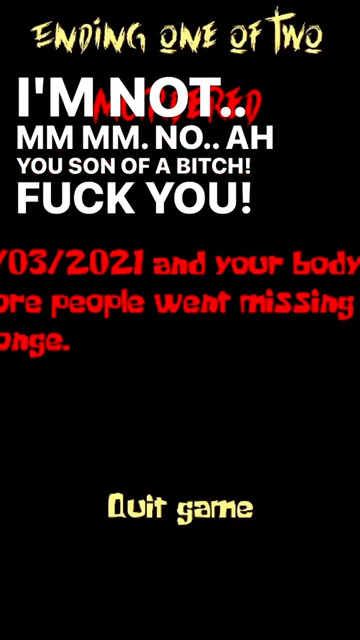 ENDING ONE OF TWO
I'M NOT..
MM MM. NO.. AH
YOU SON OF A BITCH!
FUCK YOU!
/03/2021 and your body
ore people went missing
onge.
Quit game